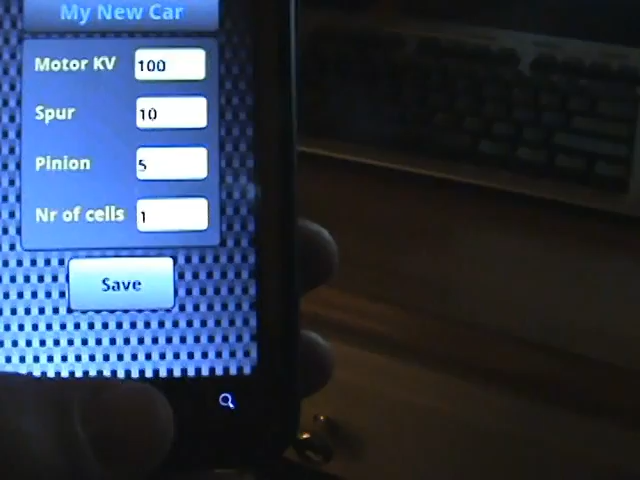 My New Car
Motor KV 100
Spur 10
Pinion 5
Nr of cells 1
Save